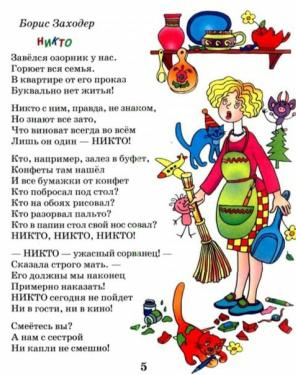 Борис Заходер
НИКТО
Завёлся озорник у нас.
Горюет вся семья.
В квартире от его проказ
Буквально нет житья!
Никто с ним, правда, не знаком,
Но знают все зато,
Что виноват всегда во всём
Лишь он один — НИКТО!
Кто, например, залез в буфет,
Конфеты там нашёл
И все бумажки от конфет
Кто побросал под стол?
Кто на обоях рисовал?
Кто разорвал пальто?
Кто в папин стол свой нос совал?
НИКТО, НИКТО, НИКТО!
— НИКТО — ужасный сорванец! —
Сказала строго мать. —
Его должны мы наконец
Примерно наказать!
НИКТО сегодня не пойдет
Ни в гости, ни в кино!
Смеётесь вы?
А нам с сестрой
Ни капли не смешно!
5